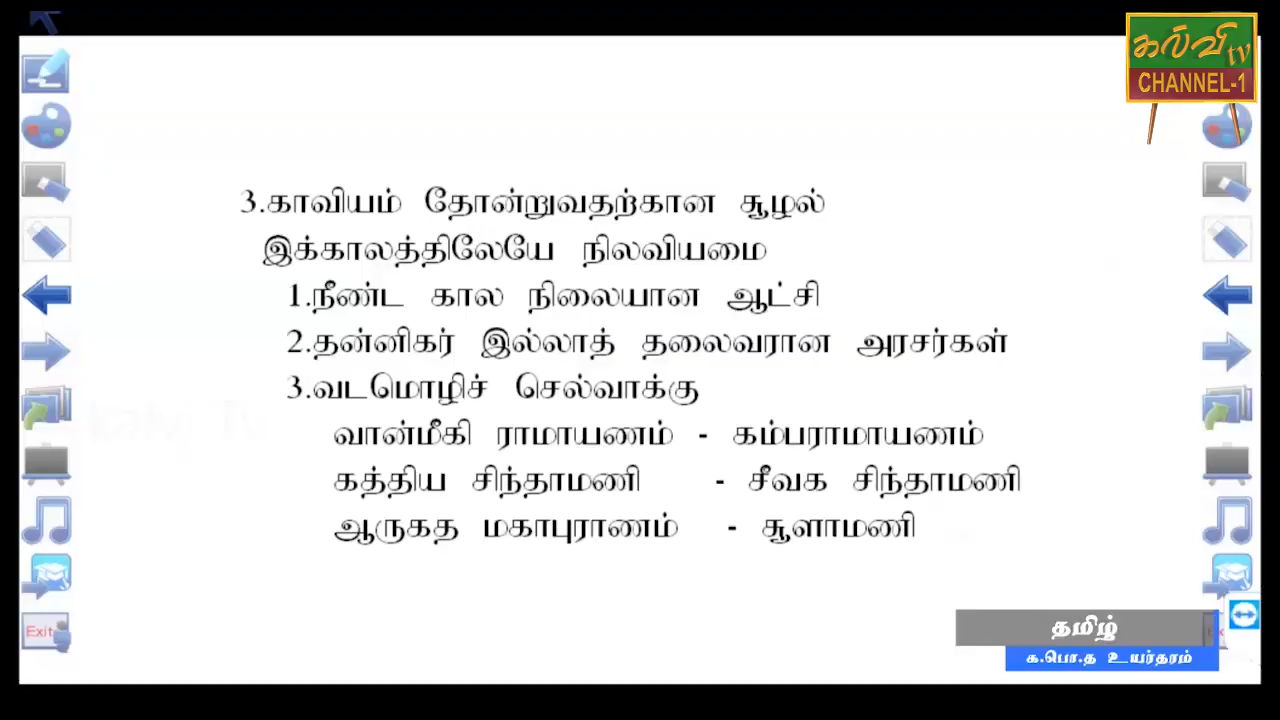 கல்வி tv
CHANNEL-1
3.காவியம் தோன்றுவதற்கான சூழல்
இக்காலத்திலேயே நிலவியமை
1.நீண்ட கால நிலையான ஆட்சி
2.தன்னிகர் இல்லாத் தலைவரான அரசர்கள்
3.வடமொழிச் செல்வாக்கு
வான்மீகி ராமாயணம் - கம்பராமாயணம்
கத்திய சிந்தாமணி - சீவக சிந்தாமணி
ஆருகத மகாபுராணம் - சூளாமணி
Exit
தமிழ்
க.பொ.த உயர்தரம்